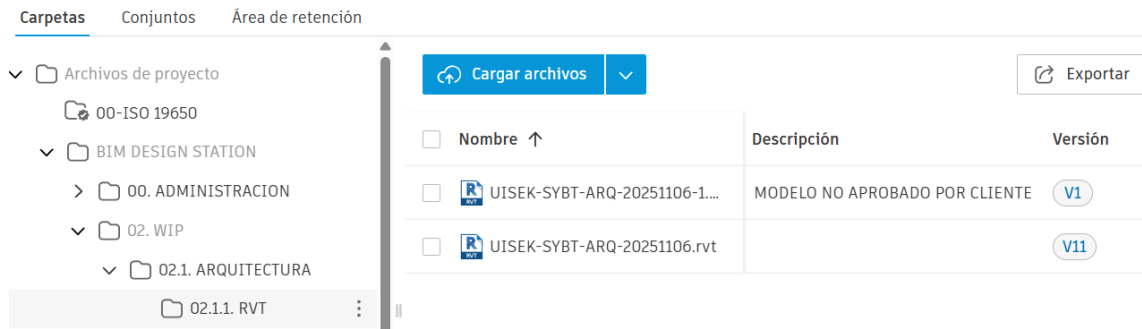 Carpetas Conjuntos Área de retención
Archivos de proyecto
00-ISO 19650
BIM DESIGN STATION
00. ADMINISTRACION
02. WIP
02.1. ARQUITECTURA
02.1.1. RVT
Cargar archivos Exportar
Nombre Descripción Versión
R RVT UISEK-SYBT-ARQ-20251106-1.... MODELO NO APROBADO POR CLIENTE V1
R RVT UISEK-SYBT-ARQ-20251106.rvt V11